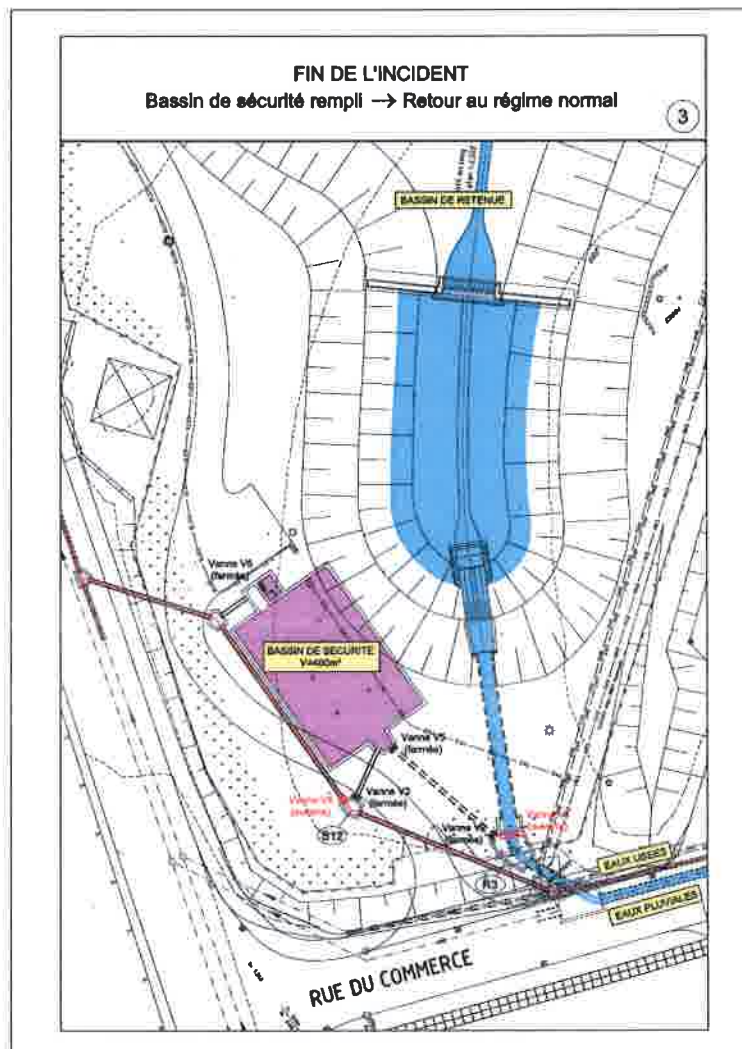 FIN DE L'INCIDENT
Bassin de sécurité rempli → Retour au régime normal
3
BASSIN DE RETENUE
Vanne V6
(fermée)
BASSIN DE SECURITE
V=400m³
Vanne V5
(fermée)
Vanne V3
(fermée)
S12
Vanne V2
(fermée)
R3
EAUX USEES
EAUX PLUVIALES
RUE DU COMMERCE